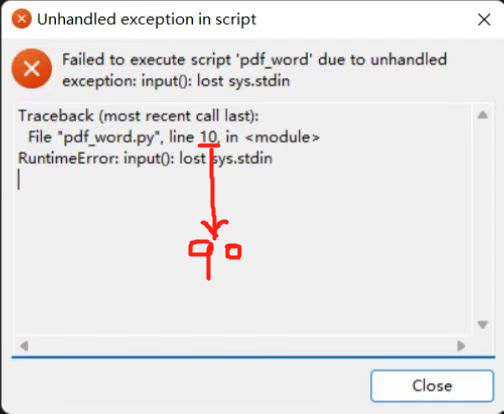 Unhandled exception in script
Failed to execute script 'pdf_word' due to unhandled
exception: input(): lost sys.stdin
Traceback (most recent call last):
File "pdf_word.py", line 10, in <module>
RuntimeError: input(): lost sys.stdin
90
Close